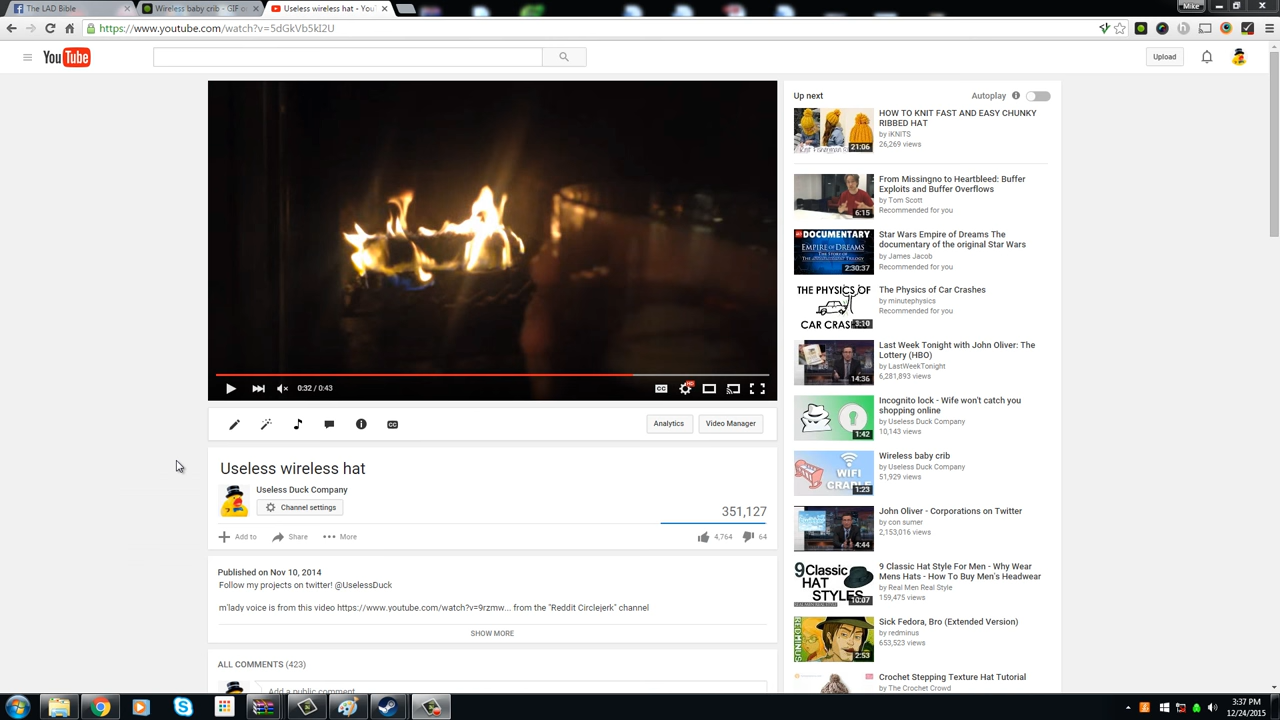 The LAD Bible
Wireless baby crib - GIF on
Useless wireless hat - You
Mike
https://www.youtube.com/watch?v=5dGkVb5kI2U
YouTube
Upload
Up next
Autoplay
HOW TO KNIT FAST AND EASY CHUNKY
RIBBED HAT
by iKNITS
26,269 views
21:06
From Missingno to Heartbleed: Buffer
Exploits and Buffer Overflows
by Tom Scott
Recommended for you
6:15
DOCUMENTARY
EMPIRE OF DREAMS
2:30:37
Star Wars Empire of Dreams The
documentary of the original Star Wars
by James Jacob
Recommended for you
THE PHYSICS OF
CAR CRASHES
3:10
The Physics of Car Crashes
by minutephysics
Recommended for you
14:36
Last Week Tonight with John Oliver: The
Lottery (HBO)
by LastWeekTonight
6,281,893 views
1:42
Incognito lock - Wife won't catch you
shopping online
by Useless Duck Company
10,143 views
WIFI
CRADLE
1:23
Wireless baby crib
by Useless Duck Company
51,929 views
4:44
John Oliver - Corporations on Twitter
by con sumer
2,153,016 views
9 Classic
HAT
STYLES
10:07
9 Classic Hat Style For Men - Why Wear
Mens Hats - How To Buy Men's Headwear
by Real Men Real Style
159,475 views
REDMINUS
2:53
Sick Fedora, Bro (Extended Version)
by redminus
653,523 views
Crochet Stepping Texture Hat Tutorial
by The Crochet Crowd
0:32 / 0:43
CC
HD
CC
Analytics
Video Manager
Useless wireless hat
Useless Duck Company
Channel settings
351,127
Add to
Share
More
4,764
64
Published on Nov 10, 2014
Follow my projects on twitter! @UselessDuck
m'lady voice is from this video https://www.youtube.com/watch?v=9rzmw... from the "Reddit Circlejerk" channel
SHOW MORE
ALL COMMENTS (423)
Add a public comment...
3:37 PM
12/24/2015